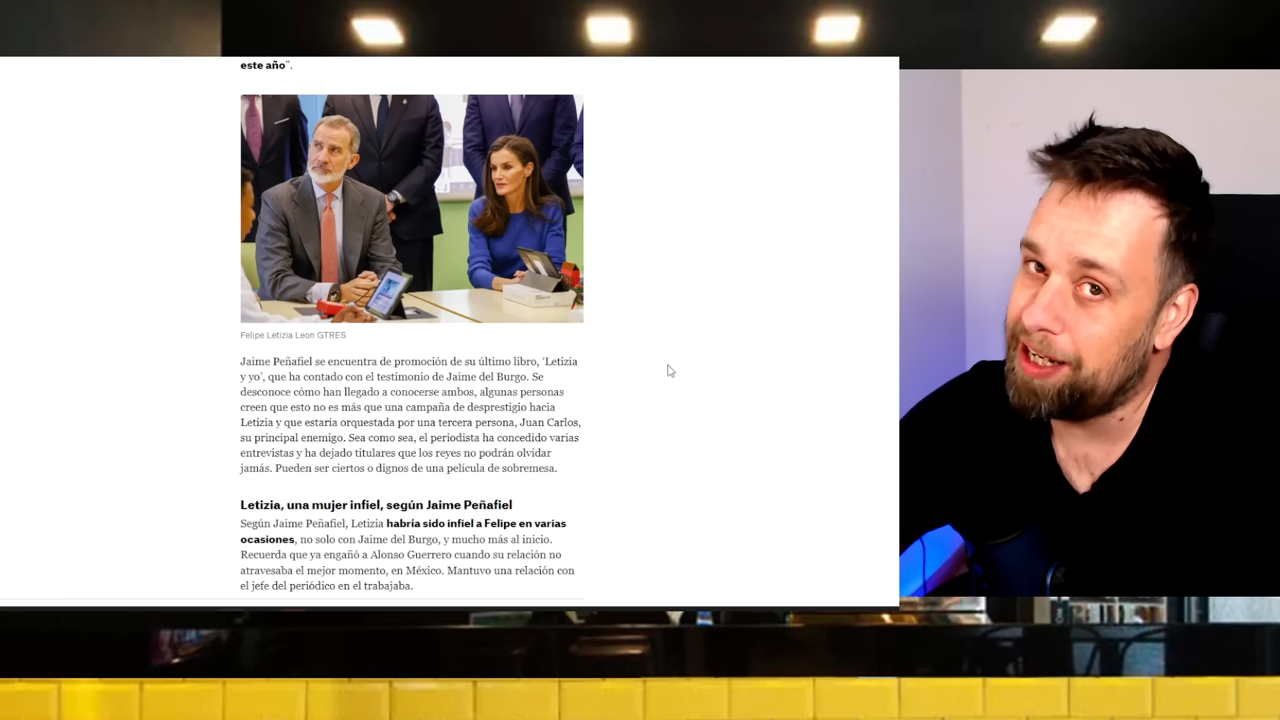 este año".
Felipe Letizia Leon GTRES
Jaime Peñafiel se encuentra de promoción de su último libro, 'Letizia
y yo', que ha contado con el testimonio de Jaime del Burgo. Se
desconoce cómo han llegado a conocerse ambos, algunas personas
creen que esto no es más que una campaña de desprestigio hacia
Letizia y que estaría orquestada por una tercera persona, Juan Carlos,
su principal enemigo. Sea como sea, el periodista ha concedido varias
entrevistas y ha dejado titulares que los reyes no podrán olvidar
jamás. Pueden ser ciertos o dignos de una película de sobremesa.
Letizia, una mujer infiel, según Jaime Peñafiel
Según Jaime Peñafiel, Letizia habría sido infiel a Felipe en varias
ocasiones, no solo con Jaime del Burgo, y mucho más al inicio.
Recuerda que ya engañó a Alonso Guerrero cuando su relación no
atravesaba el mejor momento, en México. Mantuvo una relación con
el jefe del periódico en el trabajaba.